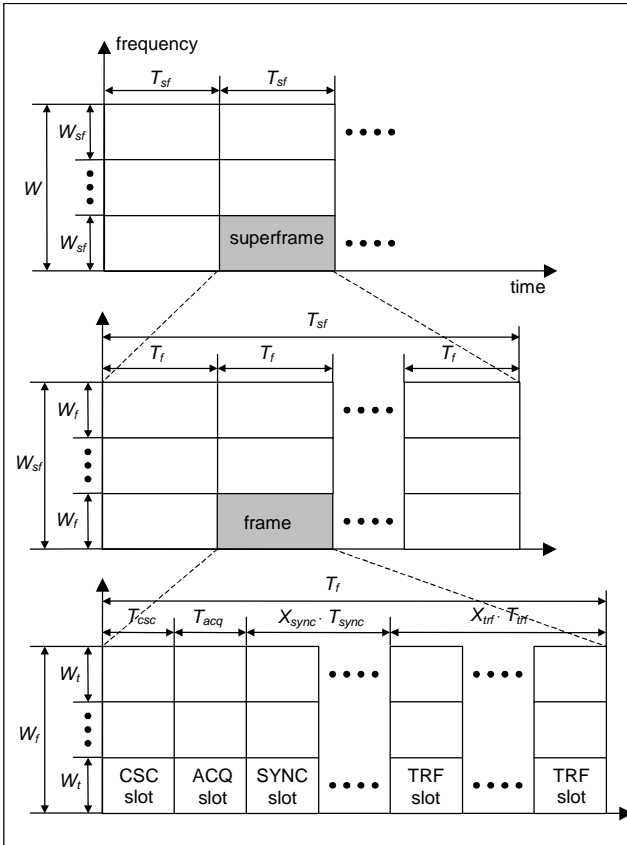 frequency
T_sf T_sf
W_sf
W
W_sf
superframe
time
T_sf
T_f T_f T_f
W_f
W_sf
W_f
frame
T_f
T_csc T_acq X_sync · T_sync X_trf · T_trf
W_t
W_f
W_t
CSC slot
ACQ slot
SYNC slot
TRF slot
TRF slot